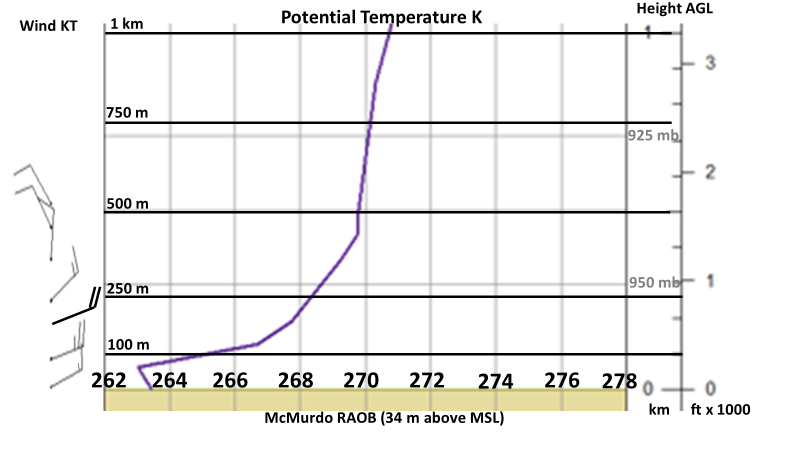 Height AGL
Potential Temperature K
Wind KT
1 km
1
3
750 m
925 mb
2
500 m
950 mb
1
250 m
100 m
262 264 266 268 270 272 274 276 278
0 0
km ft x 1000
McMurdo RAOB (34 m above MSL)